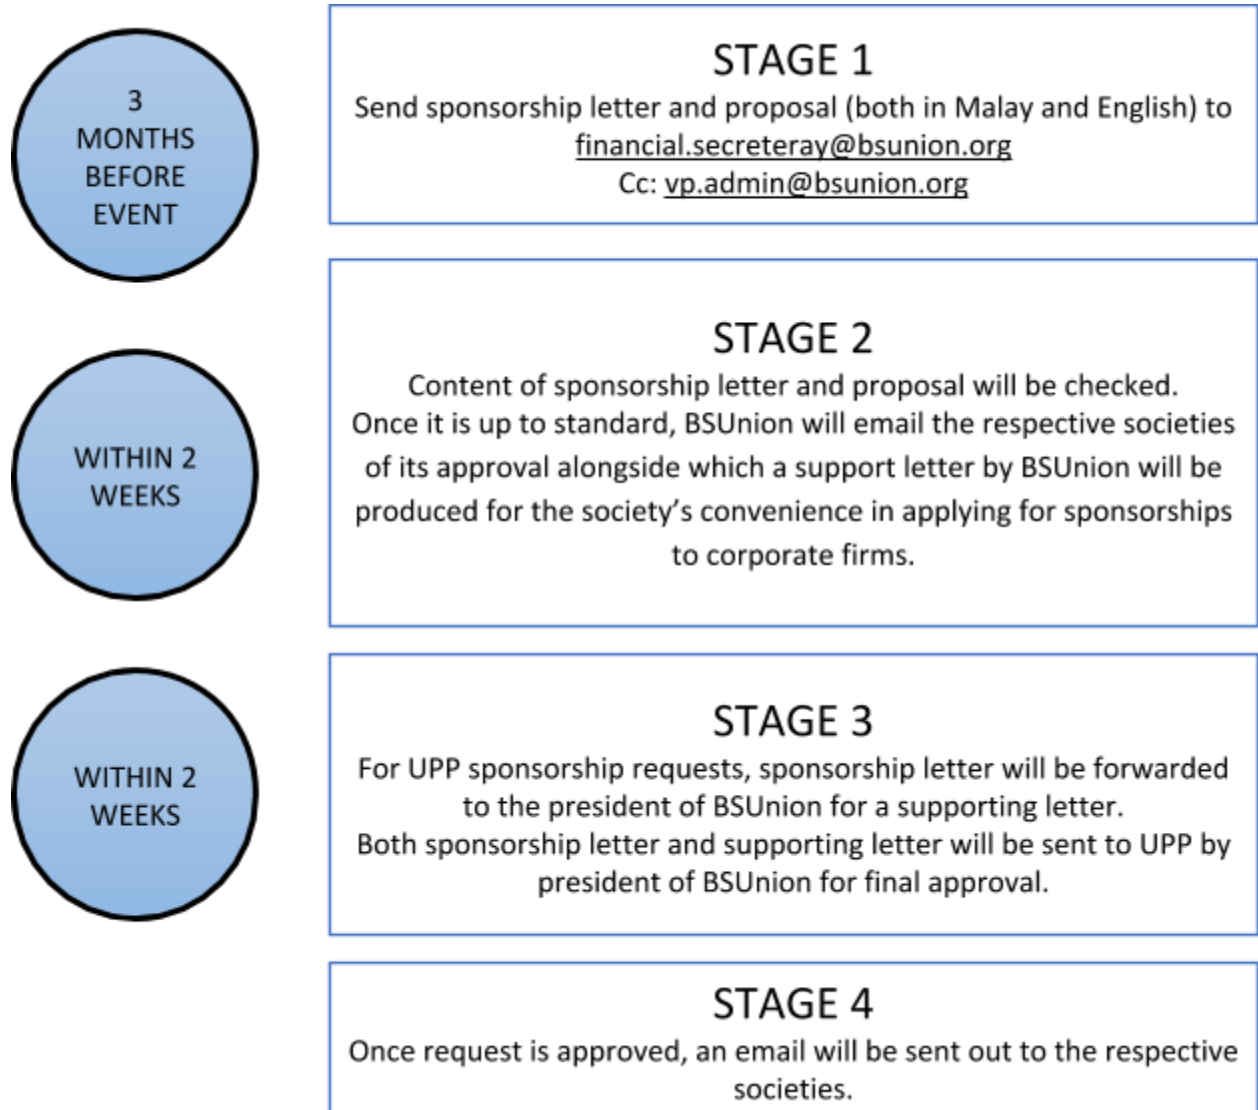 3
MONTHS
BEFORE
EVENT
STAGE 1
Send sponsorship letter and proposal (both in Malay and English) to
financial.secreteray@bsunion.org
Cc: vp.admin@bsunion.org
WITHIN 2
WEEKS
STAGE 2
Content of sponsorship letter and proposal will be checked.
Once it is up to standard, BSUnion will email the respective societies
of its approval alongside which a support letter by BSUnion will be
produced for the society’s convenience in applying for sponsorships
to corporate firms.
WITHIN 2
WEEKS
STAGE 3
For UPP sponsorship requests, sponsorship letter will be forwarded
to the president of BSUnion for a supporting letter.
Both sponsorship letter and supporting letter will be sent to UPP by
president of BSUnion for final approval.
STAGE 4
Once request is approved, an email will be sent out to the respective
societies.